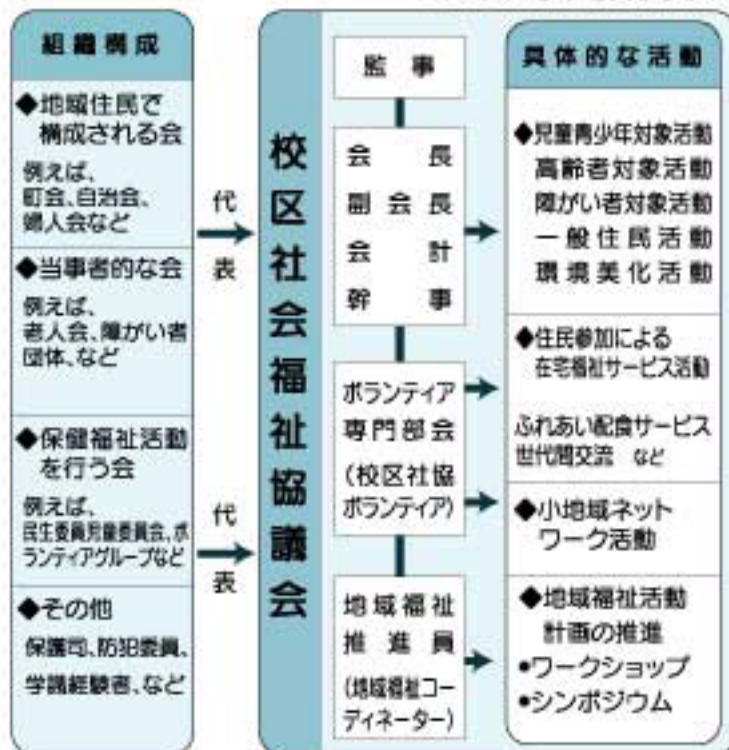 組織構成
◆地域住民で
構成される会
例えば、
町会、自治会、
婦人会など
◆当事者的な会
例えば、
老人会、障がい者
団体、など
◆保健福祉活動
を行う会
例えば、
民生委員児童委員会、ボ
ランティアグループなど
◆その他
保護司、防犯委員、
学識経験者、など
代
表
代
表
校区社会福祉協議会
監事
会長
副会長
会計
幹事
ボランティア
専門部会
(校区社協
ボランティア)
地域福祉
推進員
(地域福祉コー
ディネーター)
具体的な活動
◆児童青少年対象活動
高齢者対象活動
障がい者対象活動
一般住民活動
環境美化活動
◆住民参加による
在宅福祉サービス活動
ふれあい配食サービス
世代間交流 など
◆小地域ネット
ワーク活動
◆地域福祉活動
計画の推進
•ワークショップ
•シンポジウム